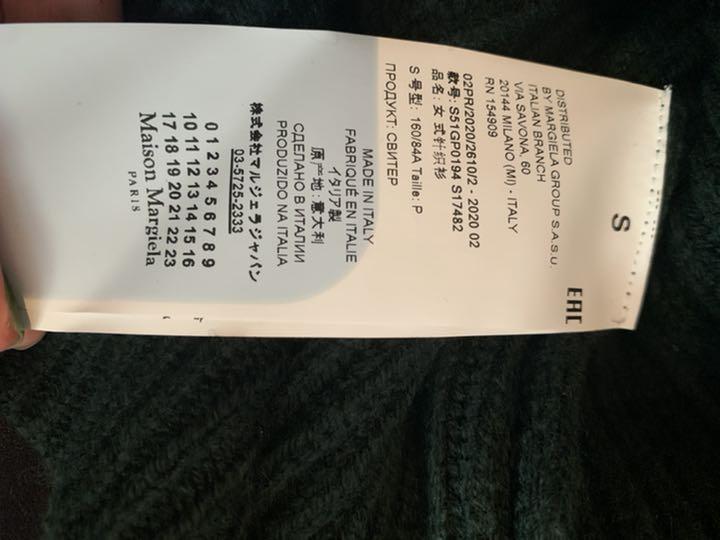 S
EAC
DISTRIBUTED
BY MARGIELA GROUP S.A.S.U.
ITALIAN BRANCH
VIA SAVONA, 60
20144 MILANO (MI) - ITALY
RN 154909
02PR/2020/2610/2 - 2020 02
款号: S51GP0194 S17482
品名: 女式针织衫
S 号型: 160/84A Taille: P
ПРОДУКТ: СВИТЕР
MADE IN ITALY
FABRIQUÉ EN ITALIE
イタリア製
原产地: 意大利
СДЕЛАНО В ИТАЛИИ
PRODUZIDO NA ITALIA
株式会社マルジェラジャパン
03-5725-2333
0 1 2 3 4 5 6 7 8 9
10 11 12 13 14 15 16
17 18 19 20 21 22 23
Maison Margiela
PARIS